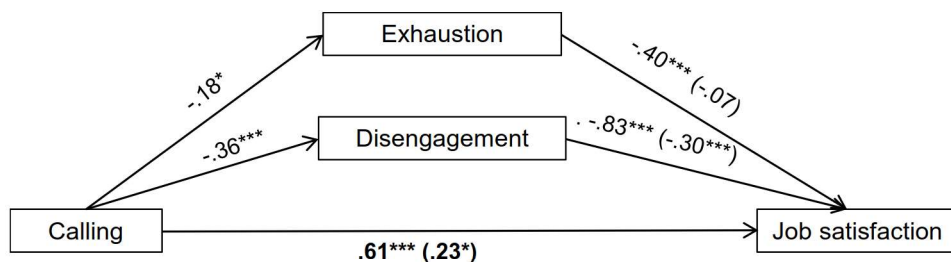 Exhaustion
-.18*
-.40*** (-.07)
Disengagement
-.36***
. -.83*** (-.30***)
Calling
Job satisfaction
.61*** (.23*)